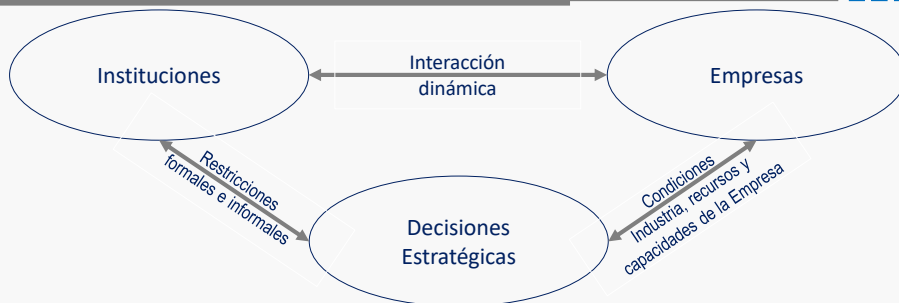 Instituciones
Interacción
dinámica
Empresas
Restricciones
formales e informales
Condiciones
Industria, recursos y
capacidades de la Empresa
Decisiones
Estratégicas